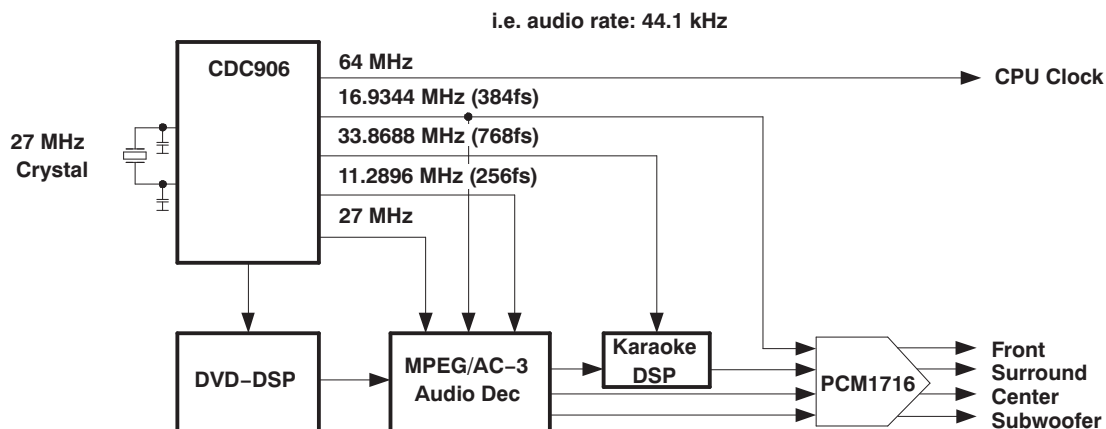 i.e. audio rate: 44.1 kHz
CDC906
64 MHz
CPU Clock
16.9344 MHz (384fs)
27 MHz
Crystal
33.8688 MHz (768fs)
11.2896 MHz (256fs)
27 MHz
DVD−DSP
MPEG/AC−3
Audio Dec
Karaoke
DSP
PCM1716
Front
Surround
Center
Subwoofer